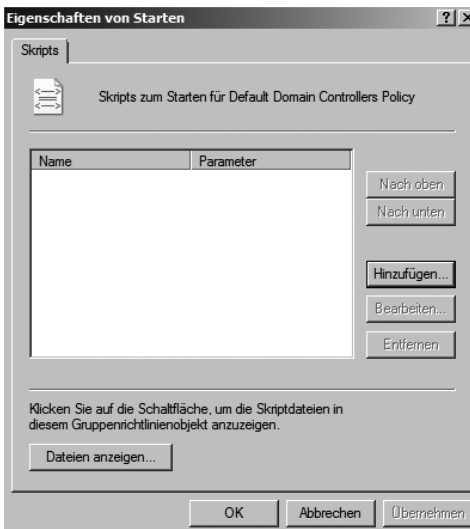 Eigenschaften von Starten
Skripts
Skripts zum Starten für Default Domain Controllers Policy
Name Parameter
Nach oben
Nach unten
Hinzufügen...
Bearbeiten...
Entfernen
Klicken Sie auf die Schaltfläche, um die Skriptdateien in
diesem Gruppenrichtlinienobjekt anzuzeigen.
Dateien anzeigen...
OK Abbrechen Übernehmen